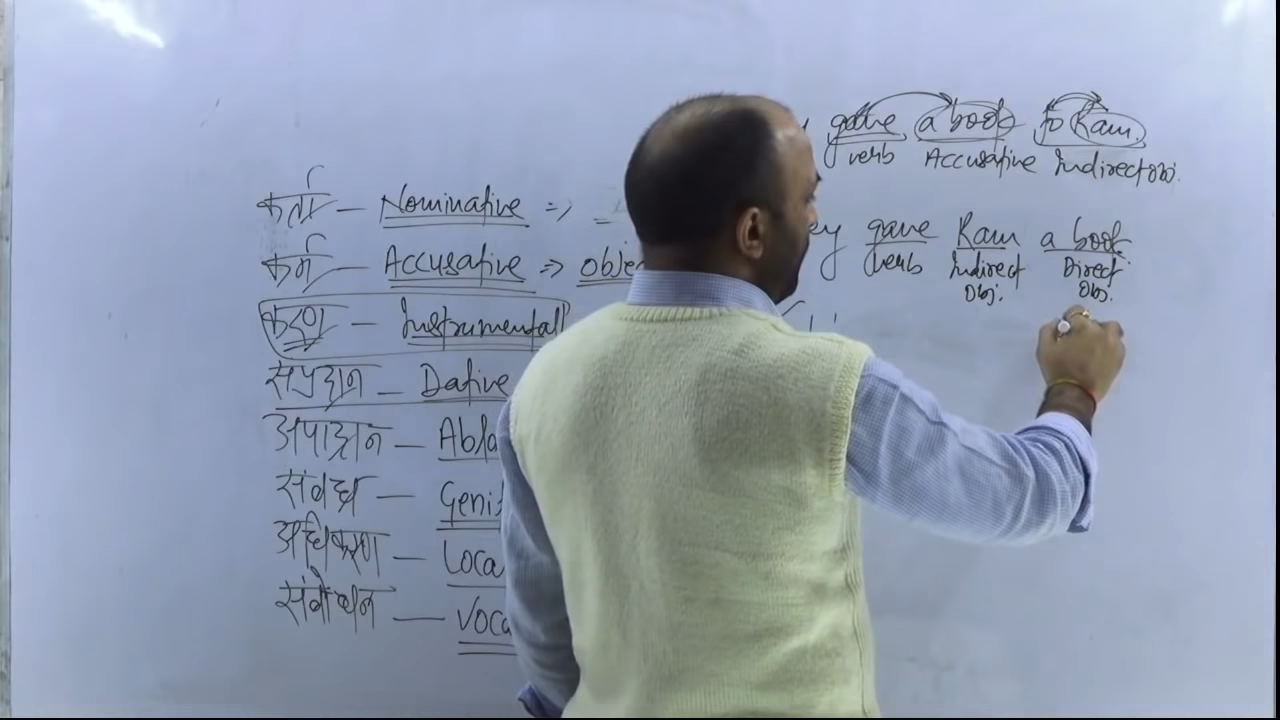 gave a book to Ram.
verb Accusative Indirect obj.
gave Ram a book.
verb Indirect Obj. Direct Obj.
कर्ता — Nominative =>
कर्म — Accusative => obje
करण — Instrumentall
संप्रदान — Dative
अपादान — Abla
संबंध — Geni
अधिकरण — Loca
संबोधन — Voca